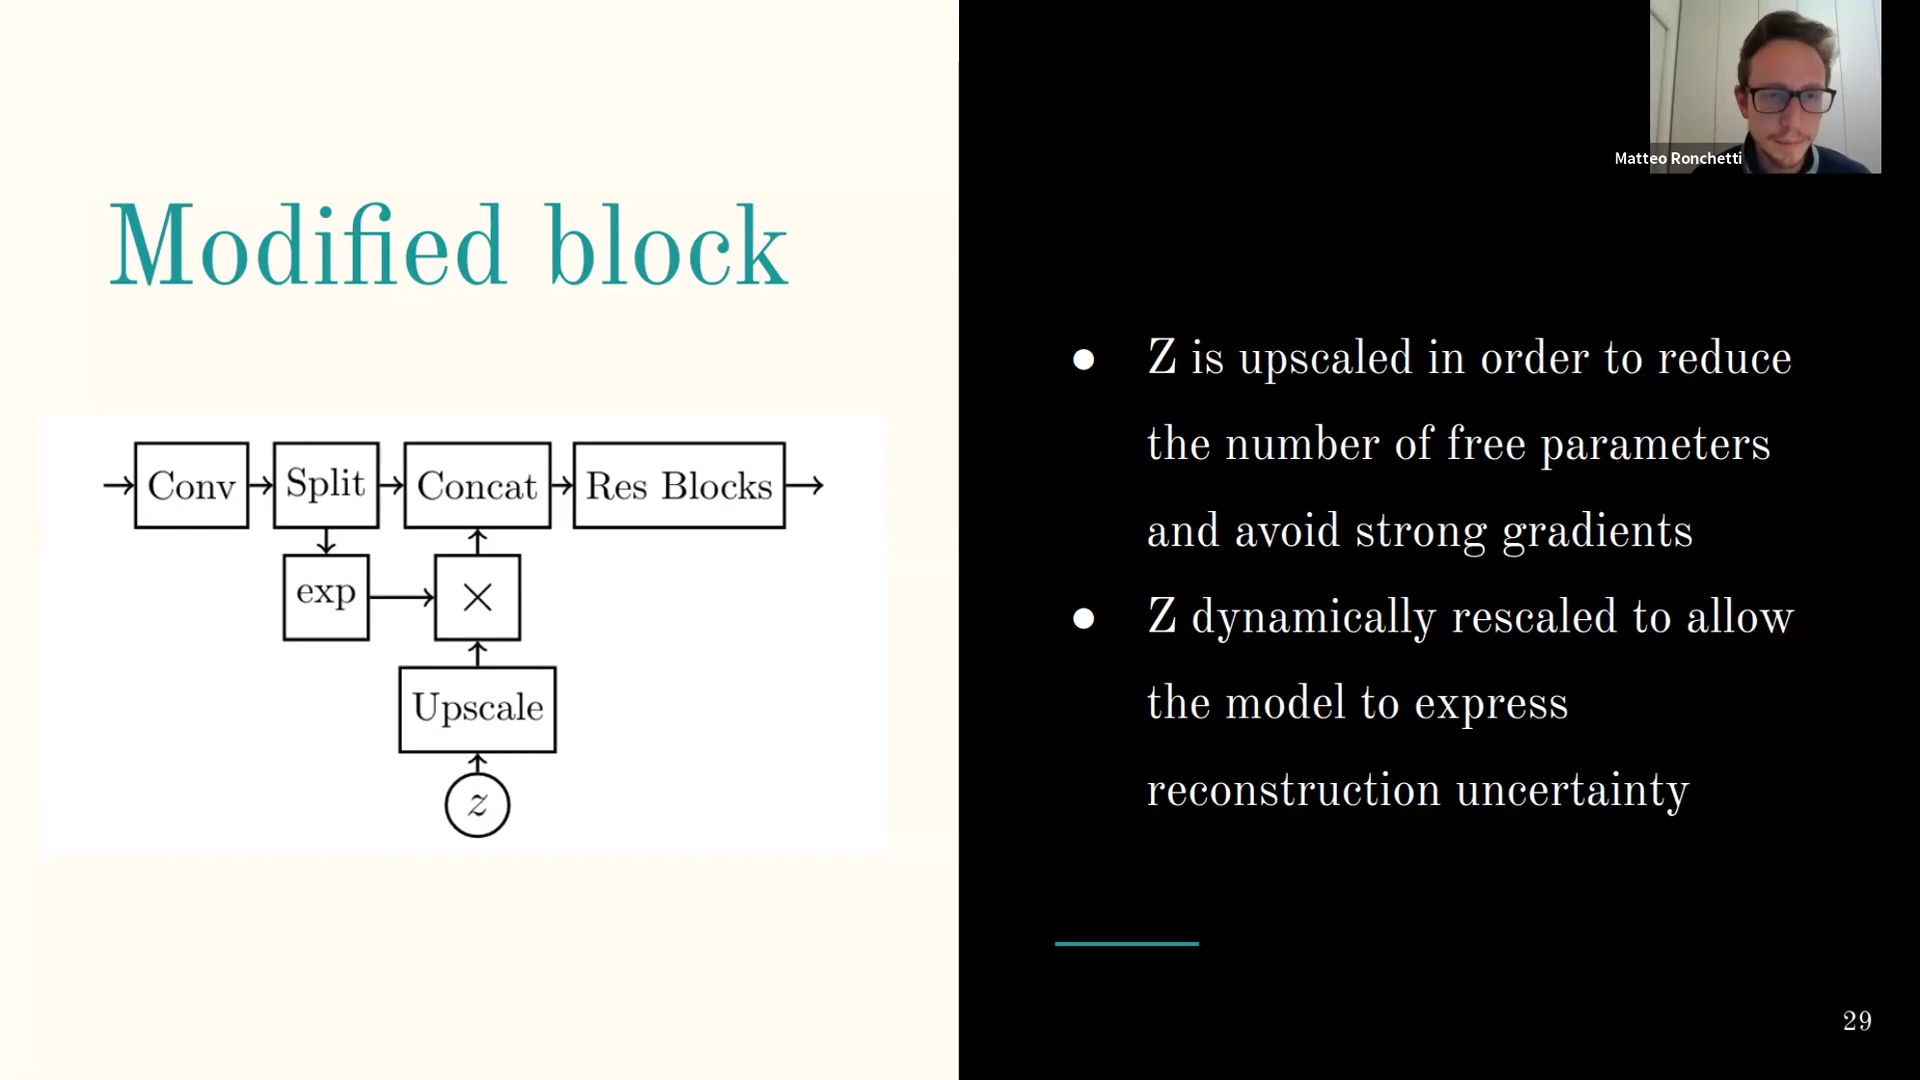 Matteo Ronchetti
Modified block
Conv
Split
Concat
Res Blocks
exp
×
Upscale
z
● Z is upscaled in order to reduce
the number of free parameters
and avoid strong gradients
● Z dynamically rescaled to allow
the model to express
reconstruction uncertainty
29